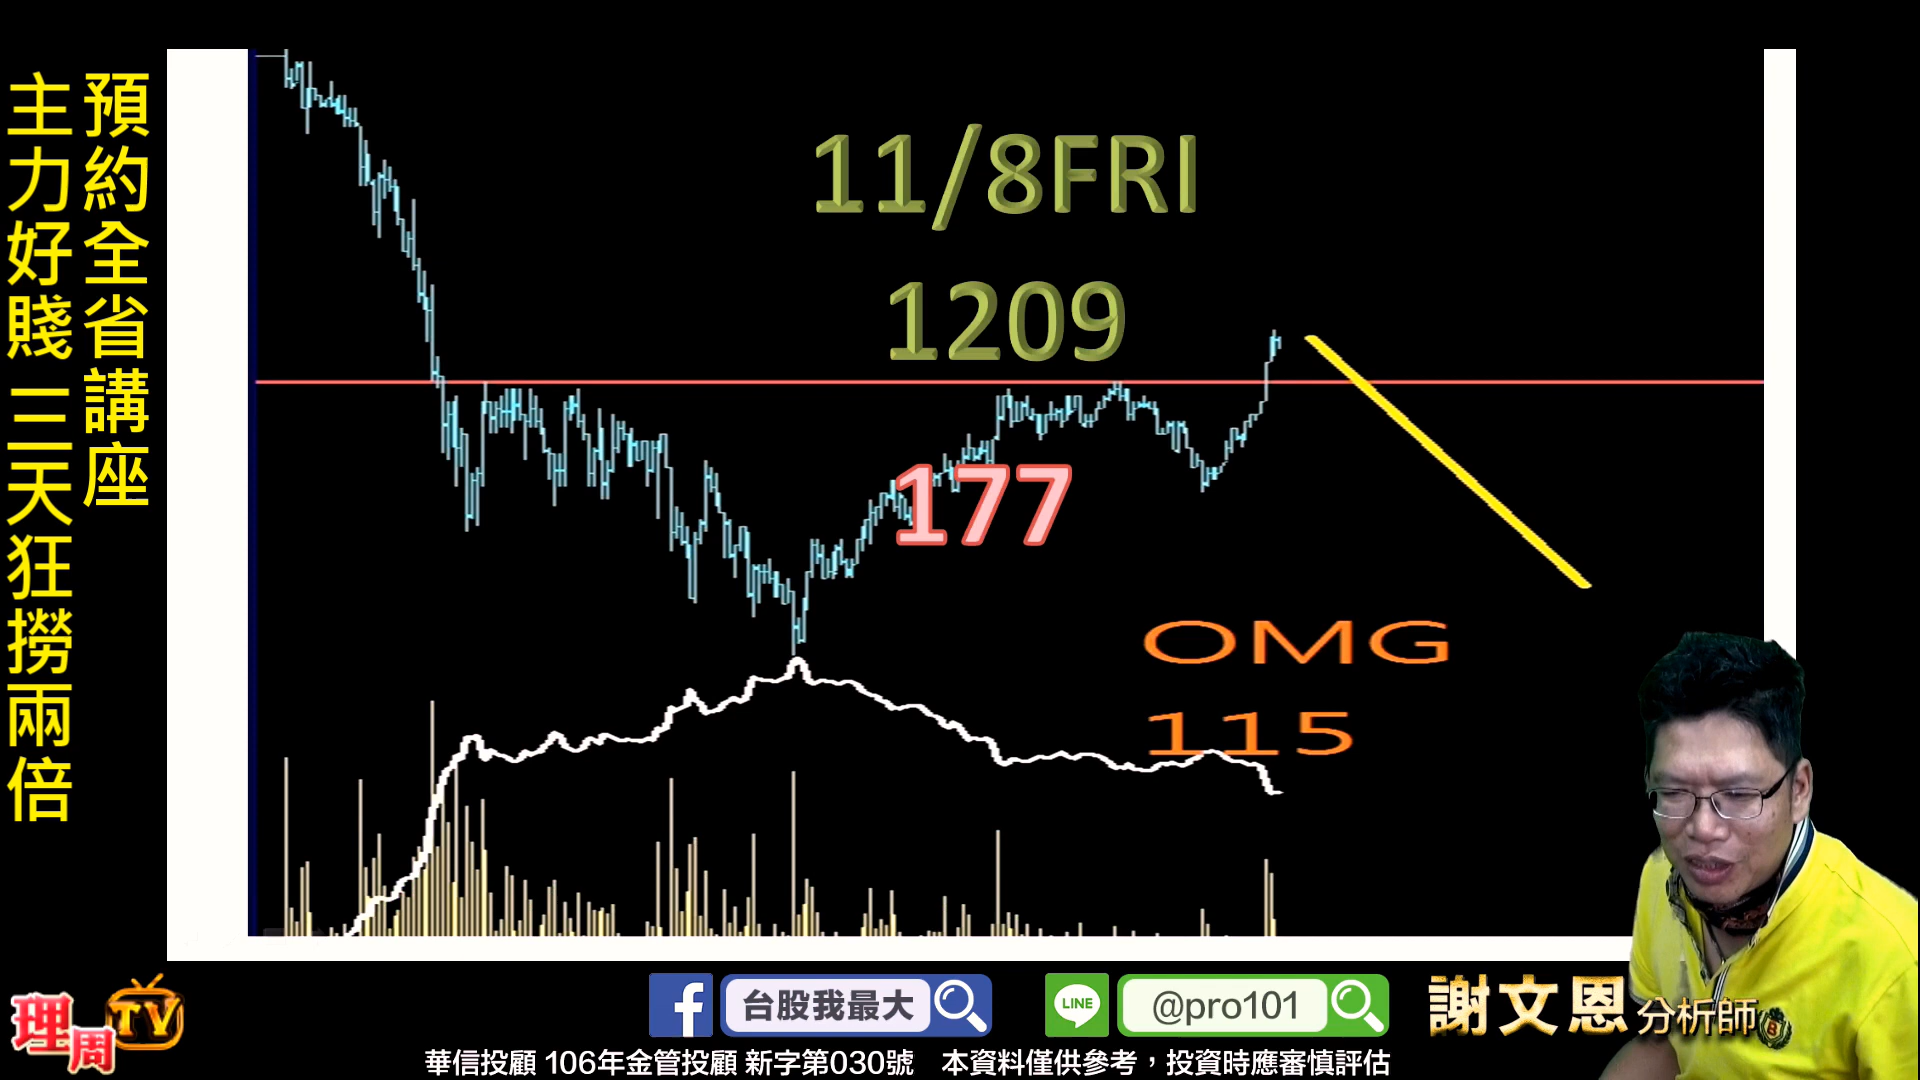 預約全省講座
主力好賤 三天狂撈兩倍
11/8FRI
1209
177
OMG
115
理周TV
台股我最大
LINE
@pro101
謝文恩分析師
華信投顧 106年金管投顧 新字第030號 本資料僅供參考，投資時應審慎評估